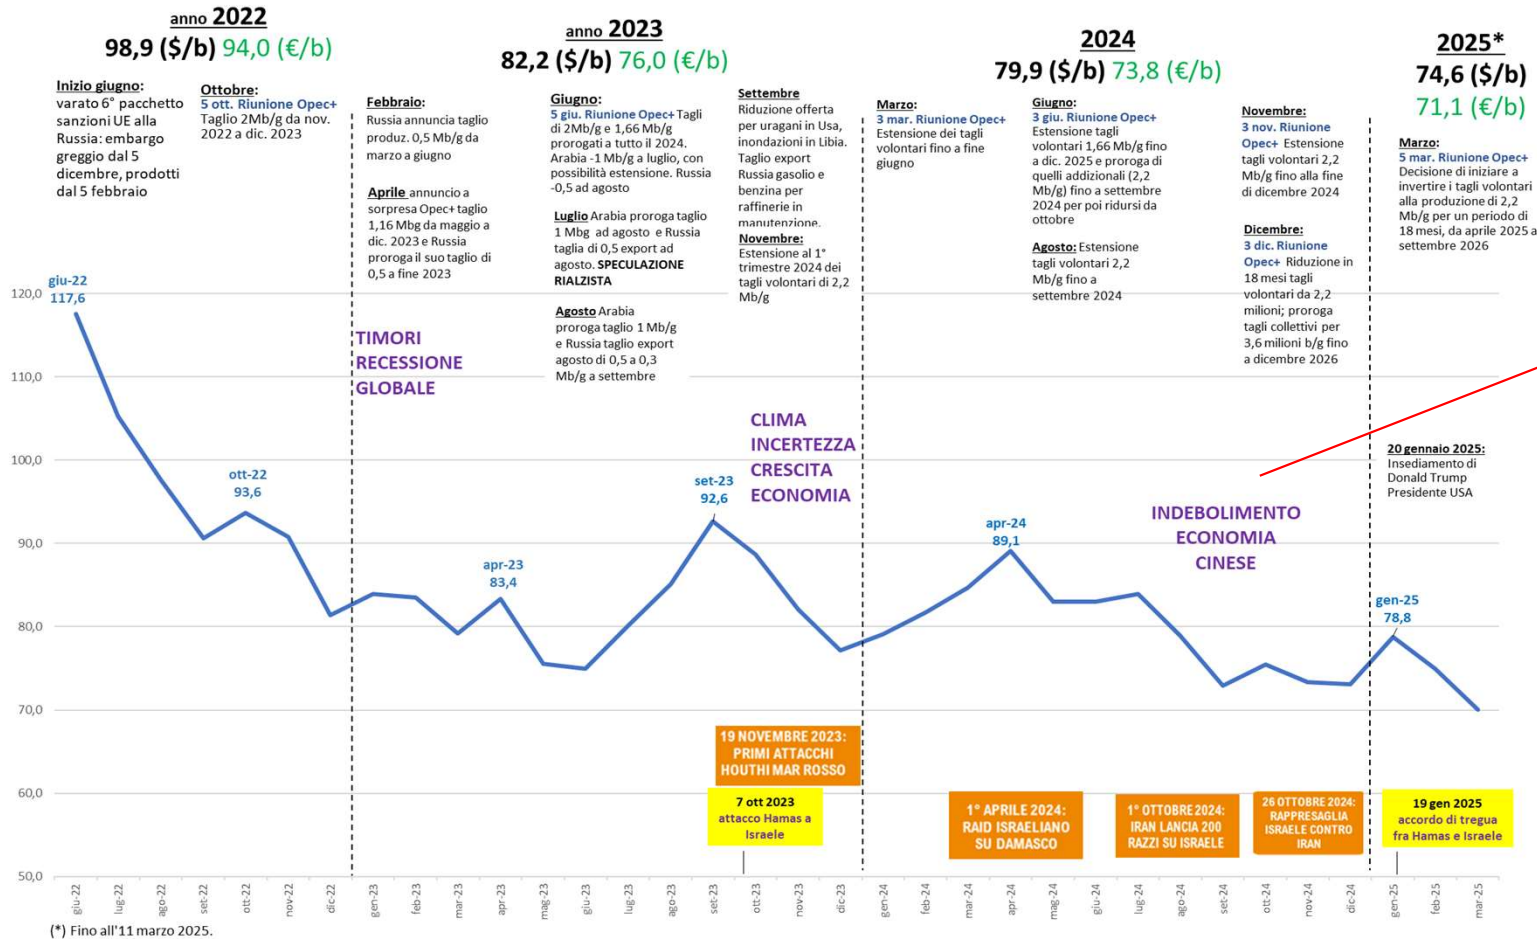 anno 2022
98,9 ($/b) 94,0 (€/b)
Inizio giugno:
varato 6° pacchetto
sanzioni UE alla
Russia: embargo
greggio dal 5
dicembre, prodotti
dal 5 febbraio
Ottobre:
5 ott. Riunione Opec+
Taglio 2Mb/g da nov.
2022 a dic. 2023
anno 2023
82,2 ($/b) 76,0 (€/b)
Febbraio:
Russia annuncia taglio
produz. 0,5 Mb/g da
marzo a giugno
Aprile annuncio a
sorpresa Opec+ taglio
1,16 Mbg da maggio a
dic. 2023 e Russia
proroga il suo taglio di
0,5 a fine 2023
Giugno:
5 giu. Riunione Opec+ Tagli
di 2Mb/g e 1,66 Mb/g
prorogati a tutto il 2024.
Arabia -1 Mb/g a luglio, con
possibilità estensione. Russia
-0,5 ad agosto
Luglio Arabia proroga taglio
1 Mbg ad agosto e Russia
taglia di 0,5 export ad
agosto. SPECULAZIONE
RIALZISTA
Agosto Arabia
proroga taglio 1 Mb/g
e Russia taglio export
agosto di 0,5 a 0,3
Mb/g a settembre
Settembre
Riduzione offerta
per uragani in Usa,
inondazioni in Libia.
Taglio export
Russia gasolio e
benzina per
raffinerie in
manutenzione.
Novembre:
Estensione al 1°
trimestre 2024 dei
tagli volontari di 2,2
Mb/g
2024
79,9 ($/b) 73,8 (€/b)
Marzo:
3 mar. Riunione Opec+
Estensione dei tagli
volontari fino a fine
giugno
Giugno:
3 giu. Riunione Opec+
Estensione tagli
volontari 1,66 Mb/g fino
a dic. 2025 e proroga di
quelli addizionali (2,2
Mb/g) fino a settembre
2024 per poi ridursi da
ottobre
Agosto: Estensione
tagli volontari 2,2
Mb/g fino a
settembre 2024
Novembre:
3 nov. Riunione
Opec+ Estensione
tagli volontari 2,2
Mb/g fino alla fine
di dicembre 2024
Dicembre:
3 dic. Riunione
Opec+ Riduzione in
18 mesi tagli
volontari da 2,2
milioni; proroga
tagli collettivi per
3,6 milioni b/g fino
a dicembre 2026
2025*
74,6 ($/b)
71,1 (€/b)
Marzo:
5 mar. Riunione Opec+
Decisione di iniziare a
invertire i tagli volontari
alla produzione di 2,2
Mb/g per un periodo di
18 mesi, da aprile 2025 a
settembre 2026
20 gennaio 2025:
Insediamento di
Donald Trump
Presidente USA
TIMORI
RECESSIONE
GLOBALE
CLIMA
INCERTEZZA
CRESCITA
ECONOMIA
INDEBOLIMENTO
ECONOMIA
CINESE
giu-22
117,6
ott-22
93,6
apr-23
83,4
set-23
92,6
apr-24
89,1
gen-25
78,8
120,0
110,0
100,0
90,0
80,0
70,0
60,0
50,0
19 NOVEMBRE 2023:
PRIMI ATTACCHI
HOUTHI MAR ROSSO
7 ott 2023
attacco Hamas a
Israele
1° APRILE 2024:
RAID ISRAELIANO
SU DAMASCO
1° OTTOBRE 2024:
IRAN LANCIA 200
RAZZI SU ISRAELE
26 OTTOBRE 2024:
RAPPRESAGLIA
ISRAELE CONTRO
IRAN
19 gen 2025
accordo di tregua
fra Hamas e Israele
giu-22
lug-22
ago-22
set-22
ott-22
nov-22
dic-22
gen-23
feb-23
mar-23
apr-23
mag-23
giu-23
lug-23
ago-23
set-23
ott-23
nov-23
dic-23
gen-24
feb-24
mar-24
apr-24
mag-24
giu-24
lug-24
ago-24
set-24
ott-24
nov-24
dic-24
gen-25
feb-25
mar-25
(*) Fino all'11 marzo 2025.